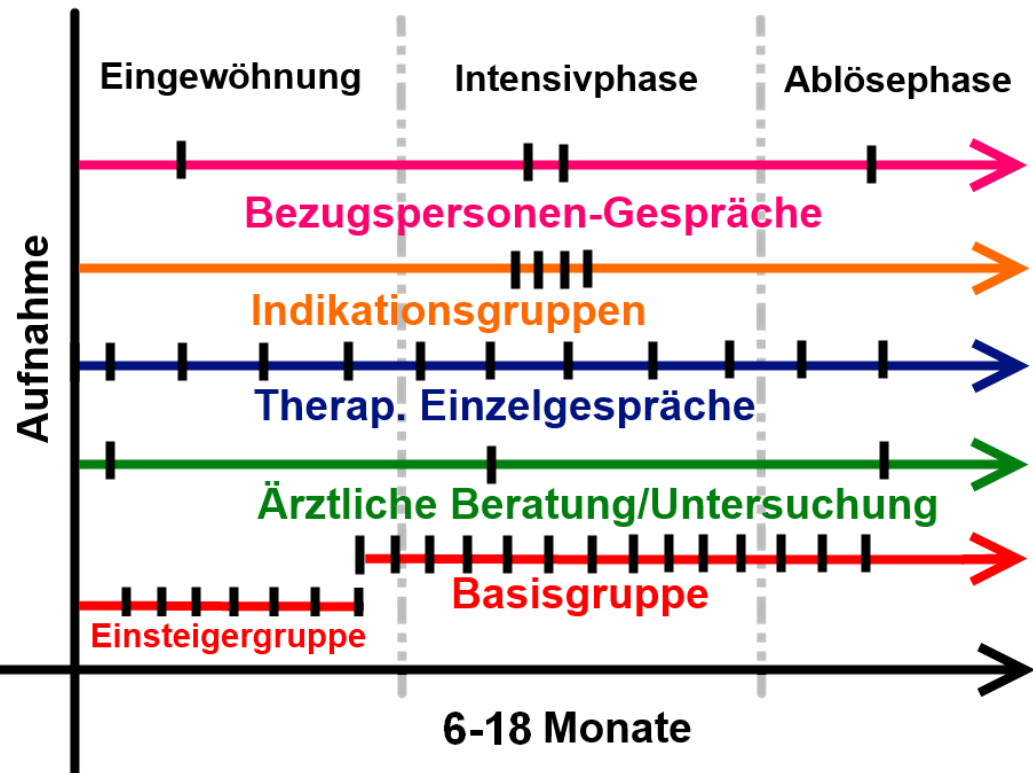 Eingewöhnung
Intensivphase
Ablösephase
Bezugspersonen-Gespräche
Indikationsgruppen
Therap. Einzelgespräche
Ärztliche Beratung/Untersuchung
Basisgruppe
Einsteigergruppe
Aufnahme
6-18 Monate